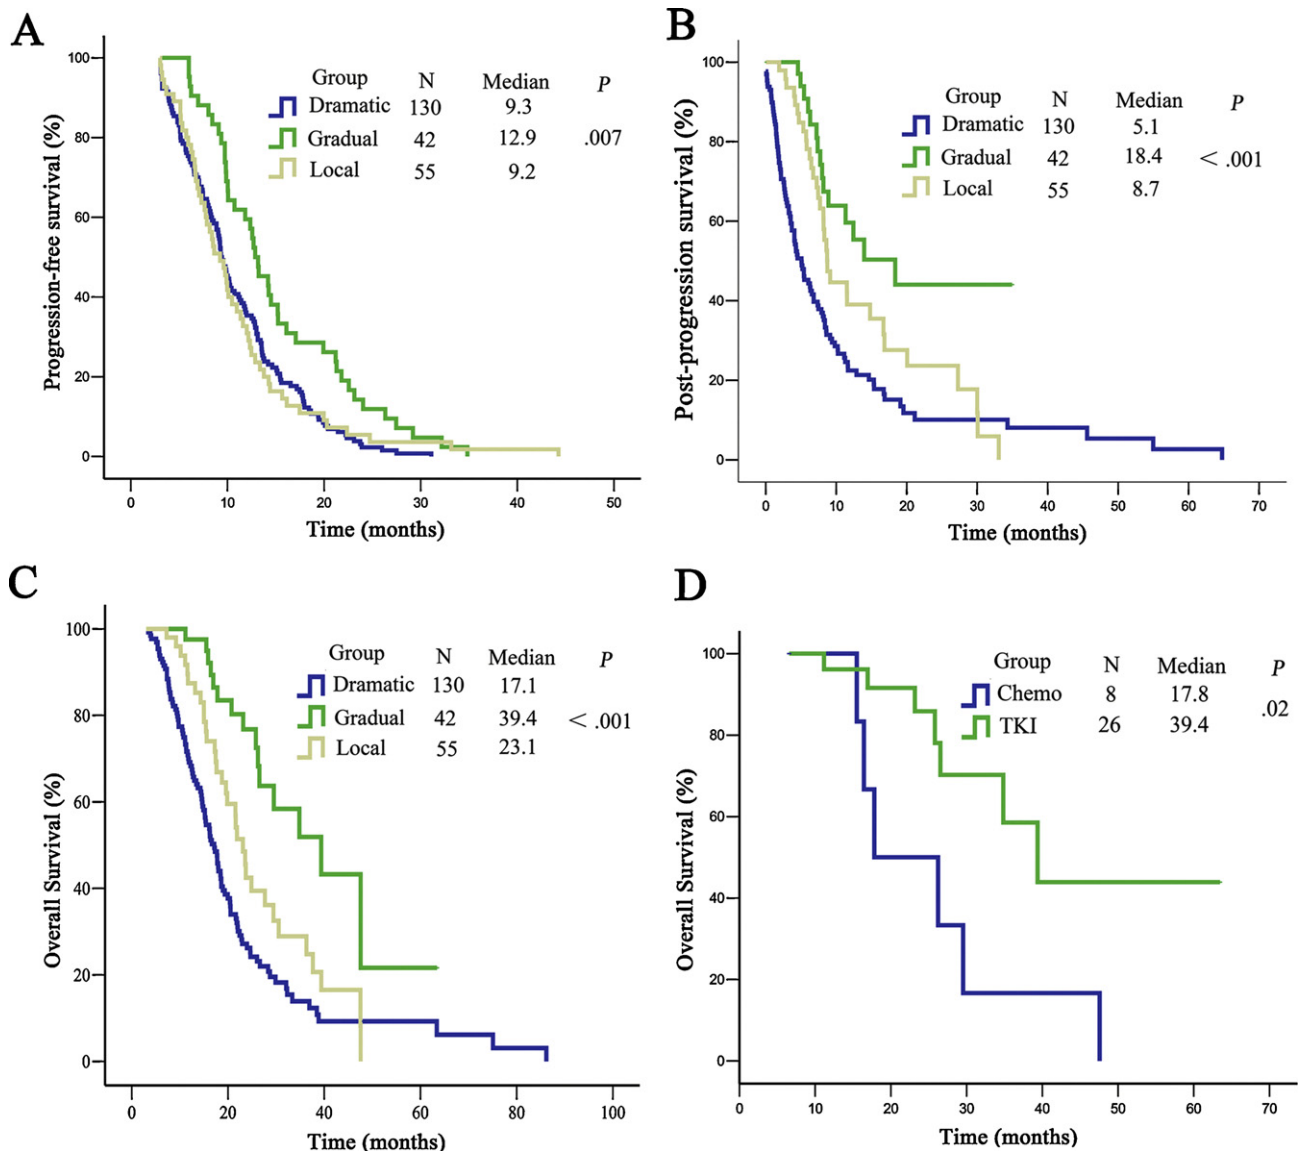 A
Group N Median P
Dramatic 130 9.3
Gradual 42 12.9 .007
Local 55 9.2
Progression-free survival (%)
100
80
60
40
20
0
0 10 20 30 40 50
Time (months)
B
Group N Median P
Dramatic 130 5.1
Gradual 42 18.4 < .001
Local 55 8.7
Post-progression survival (%)
100
80
60
40
20
0
0 10 20 30 40 50 60 70
Time (months)
C
Group N Median P
Dramatic 130 17.1
Gradual 42 39.4 < .001
Local 55 23.1
Overall Survival (%)
100
80
60
40
20
0
0 20 40 60 80 100
Time (months)
D
Group N Median P
Chemo 8 17.8
.02
TKI 26 39.4
Overall Survival (%)
100
80
60
40
20
0
0 10 20 30 40 50 60 70
Time (months)